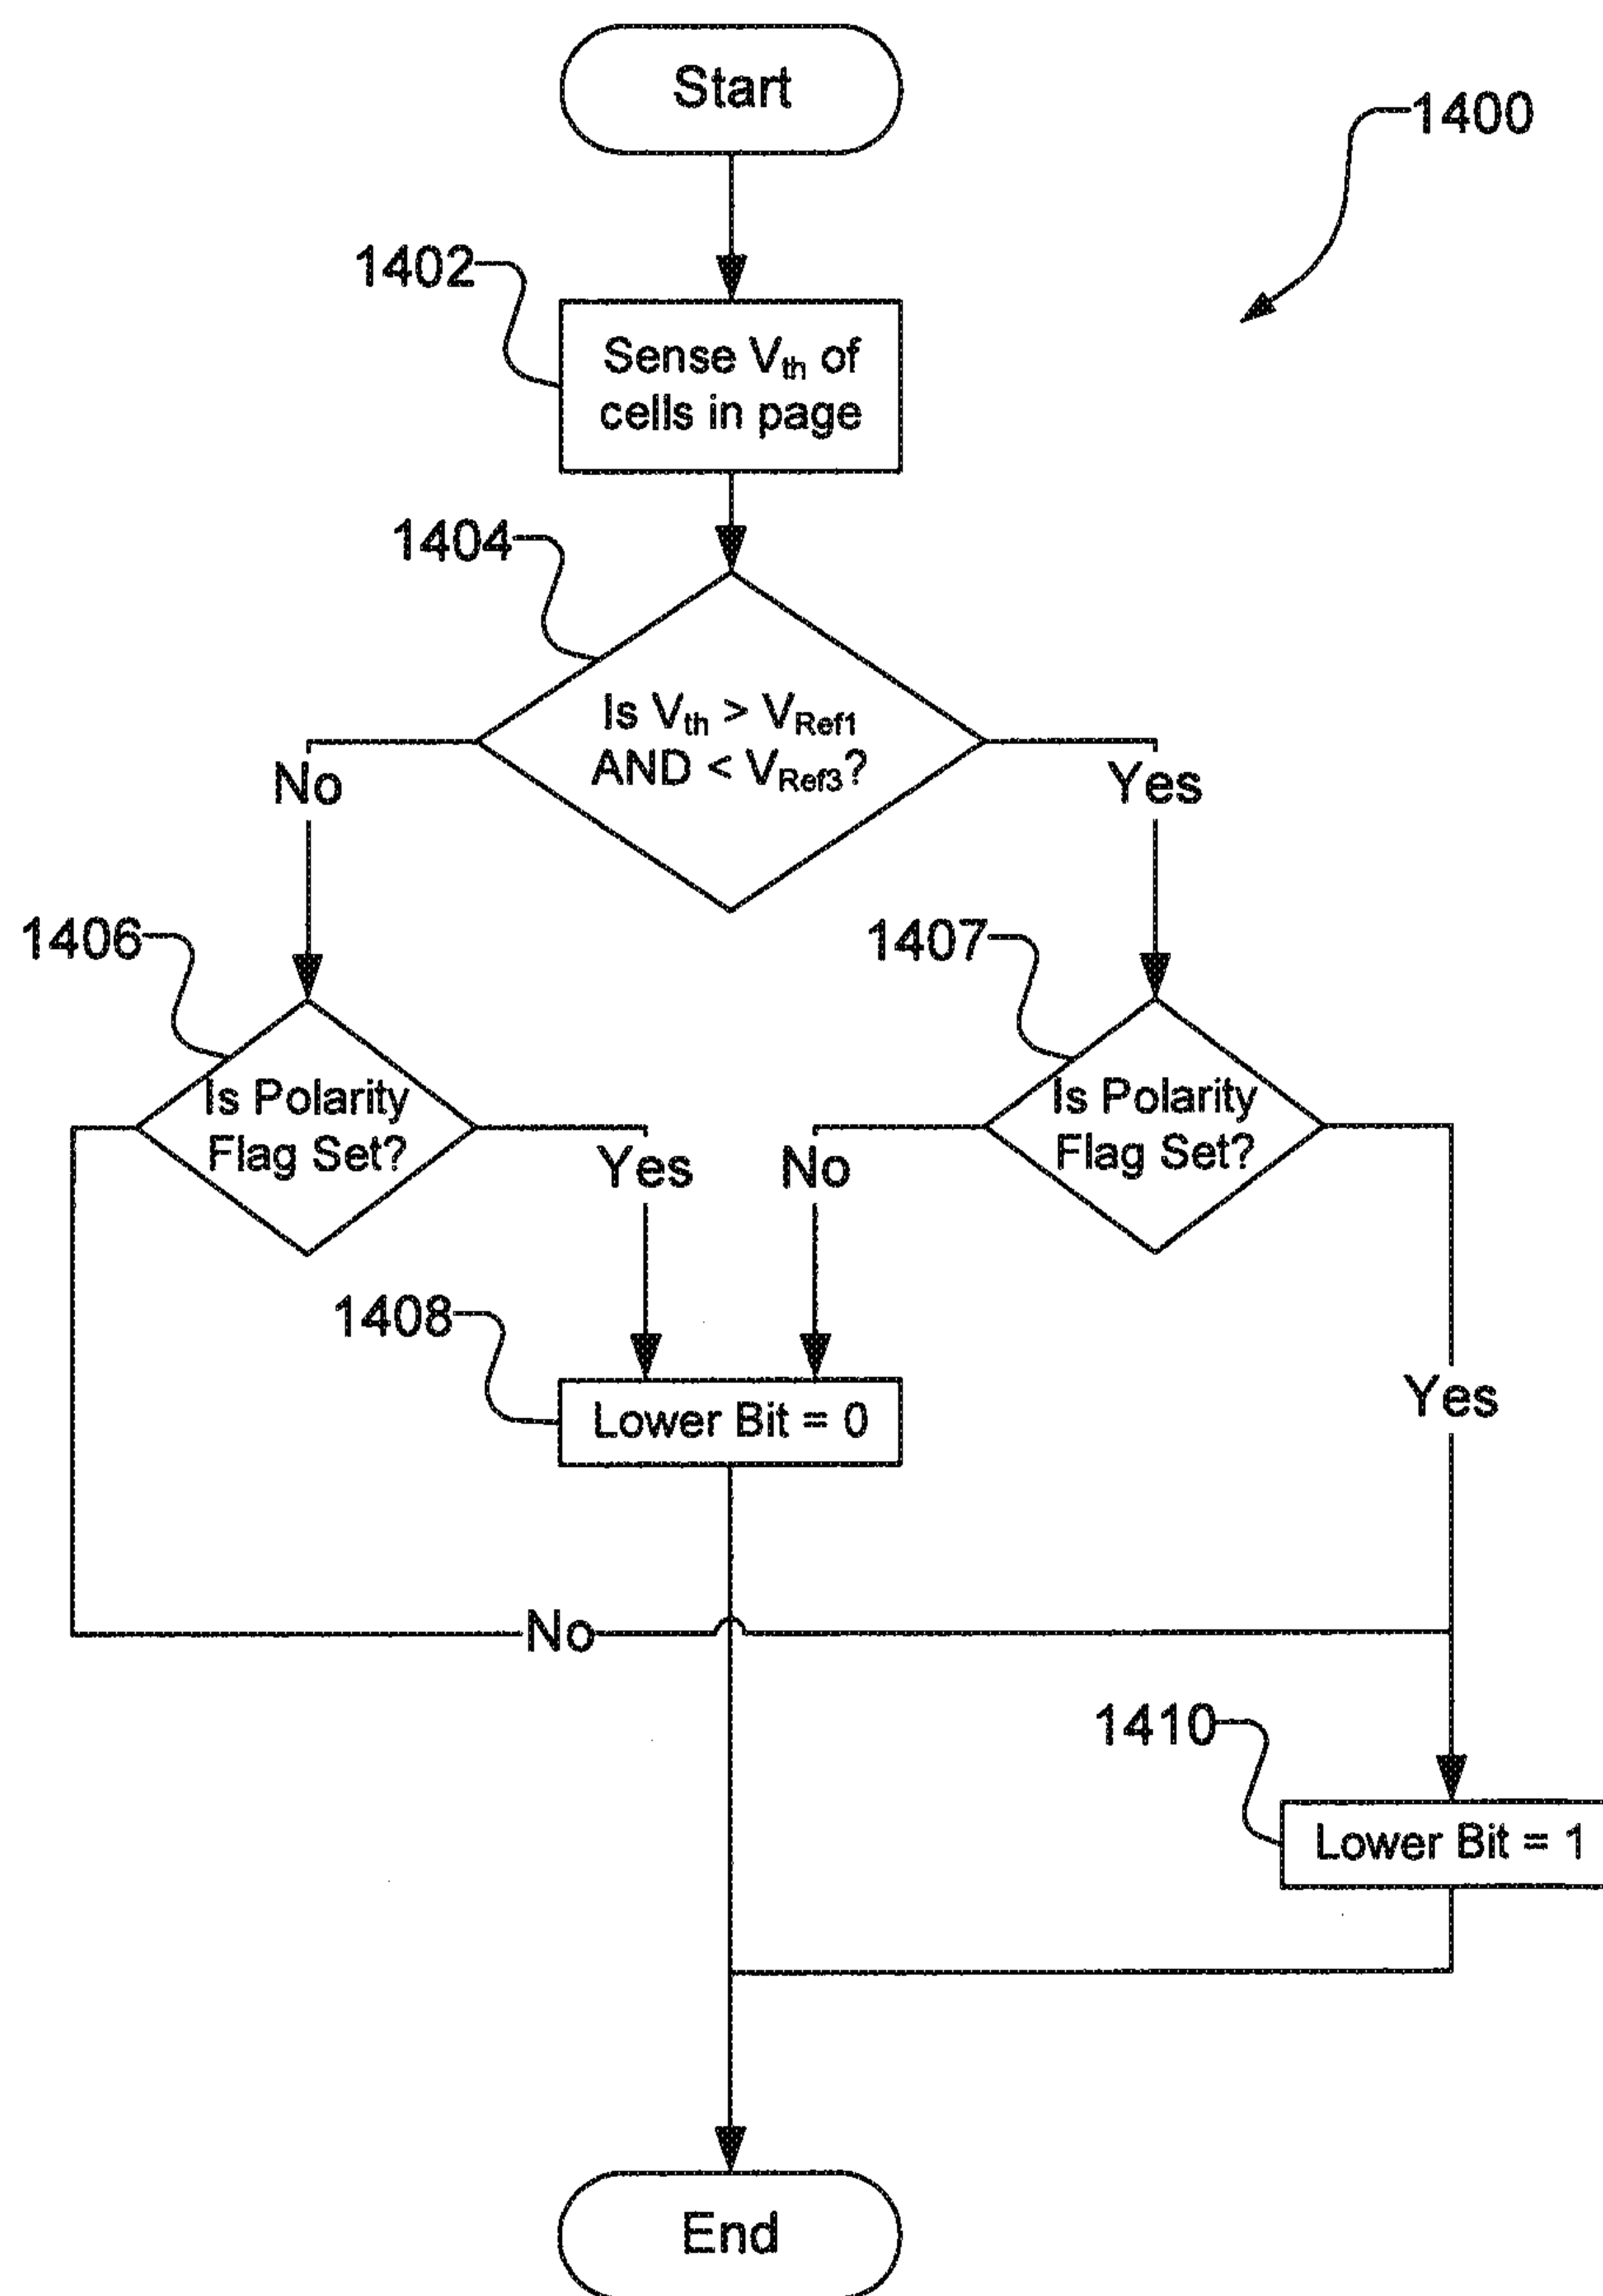 Start
1400
1402
Sense Vth of
cells in page
1404
Is Vth > VRef1
AND < VRef3?
No
Yes
1406
1407
Is Polarity
Flag Set?
Is Polarity
Flag Set?
Yes
No
1408
Lower Bit = 0
Yes
No
1410
Lower Bit = 1
End